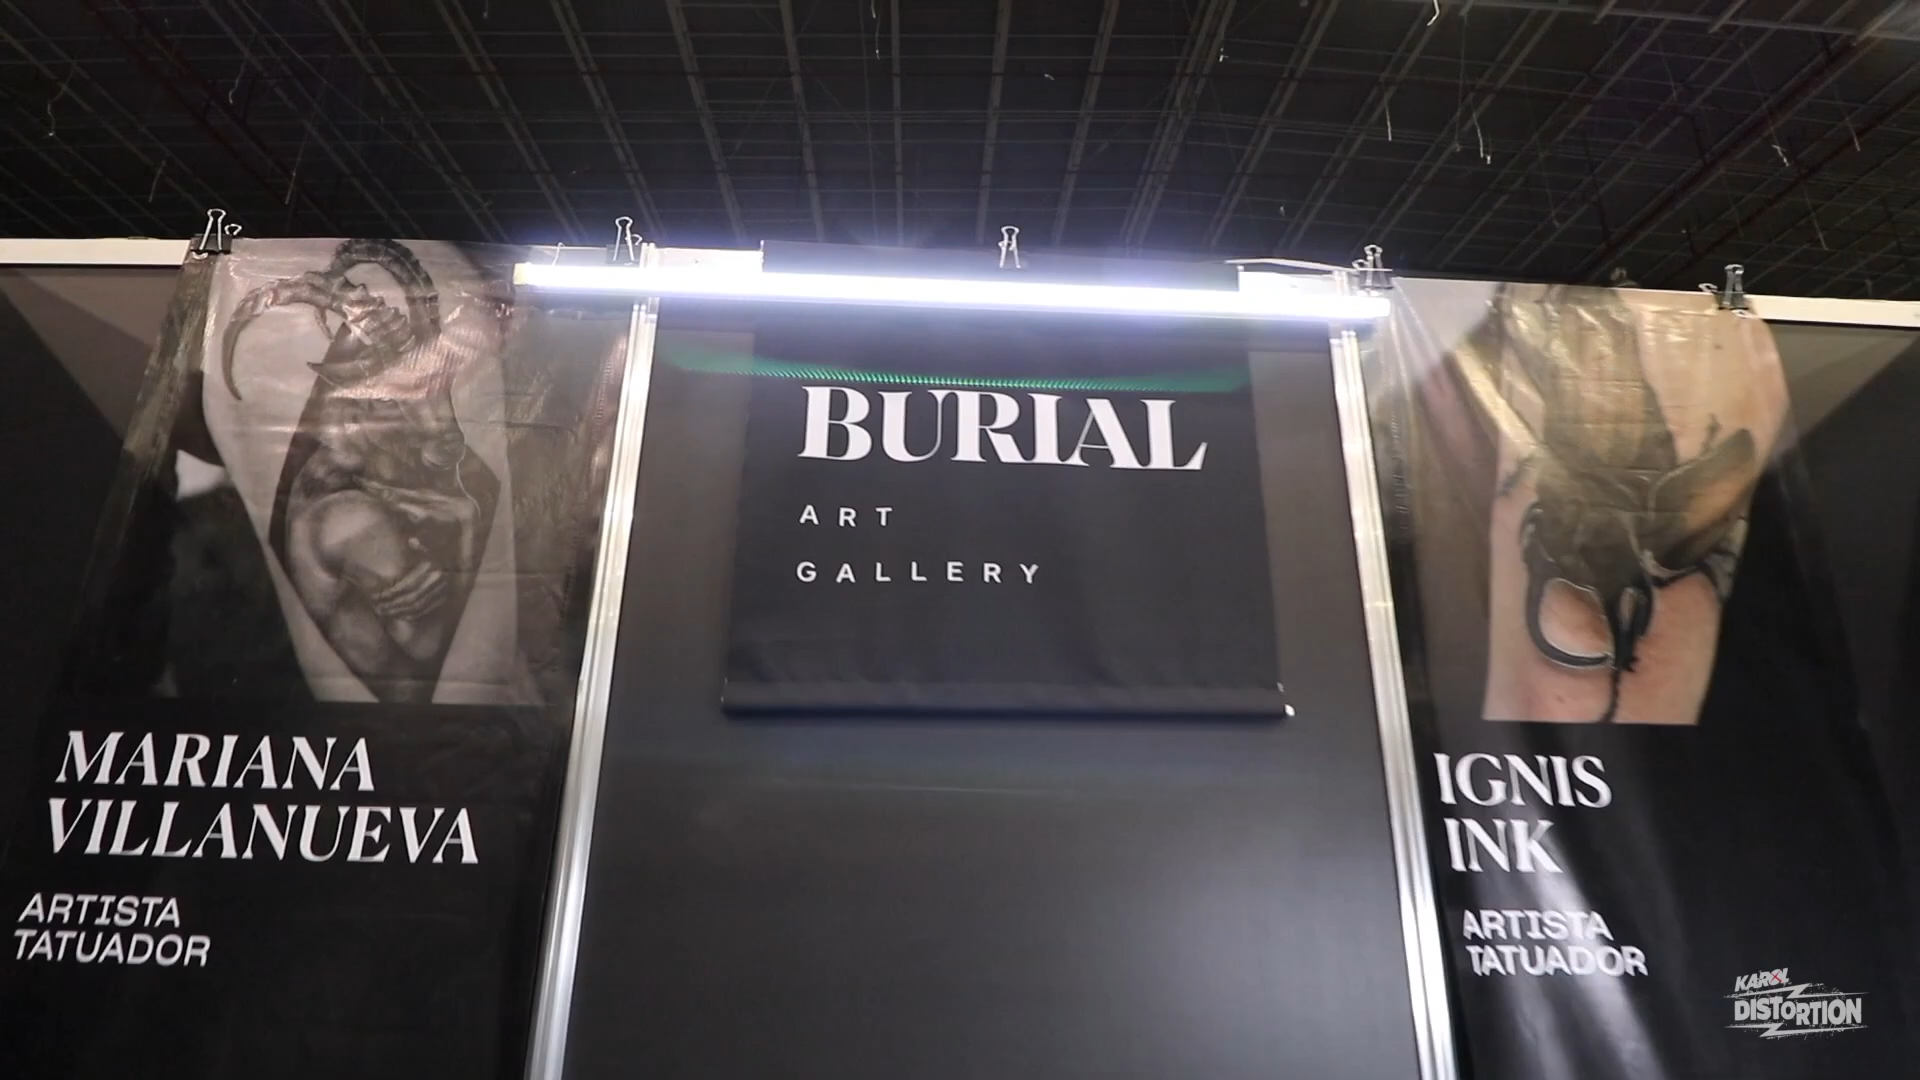 BURIAL
ART
GALLERY
MARIANA
VILLANUEVA
ARTISTA
TATUADOR
IGNIS
INK
ARTISTA
TATUADOR
KAROL
DISTORTION